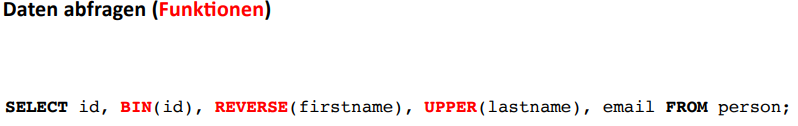 Daten abfragen (Funktionen)
SELECT id, BIN(id), REVERSE(firstname), UPPER(lastname), email FROM person;